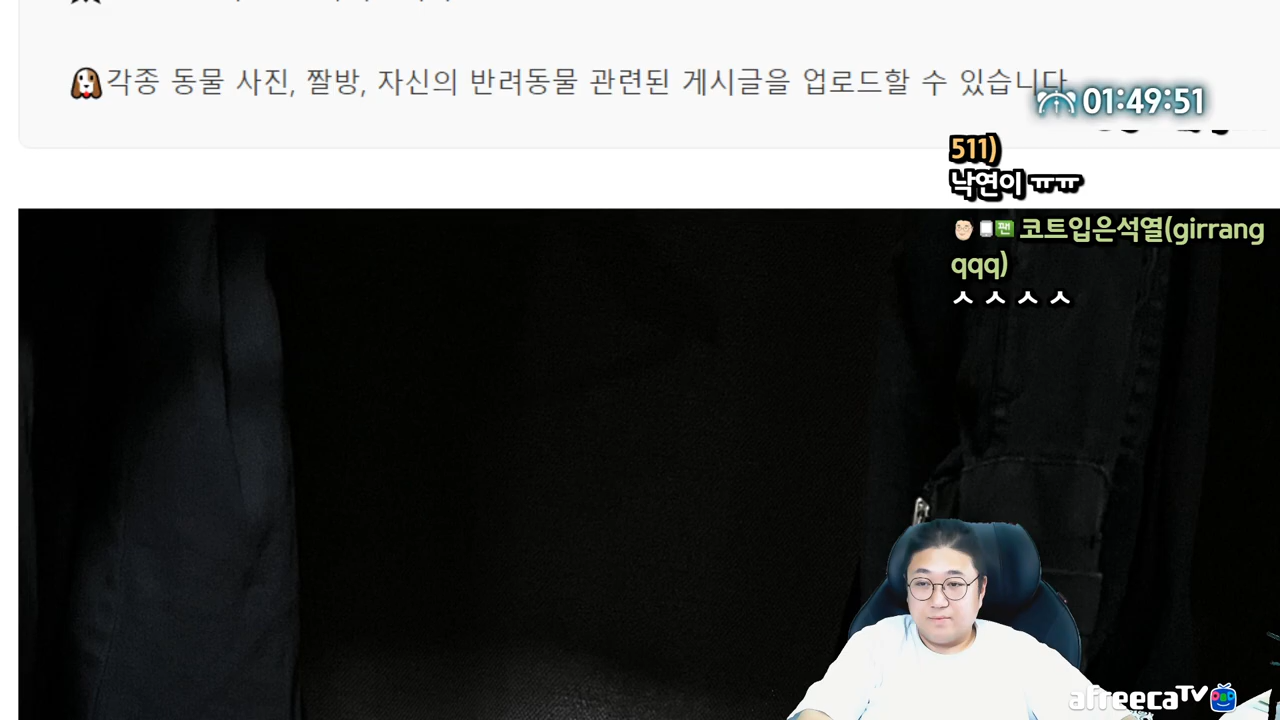 각종 동물 사진, 짤방, 자신의 반려동물 관련된 게시글을 업로드할 수 있습니다
01:49:51
511)
낙연이 ㅠㅠ
팬 코트입은석열(girrang
qqq)
ㅅ ㅅ ㅅ ㅅ
afreecaTV